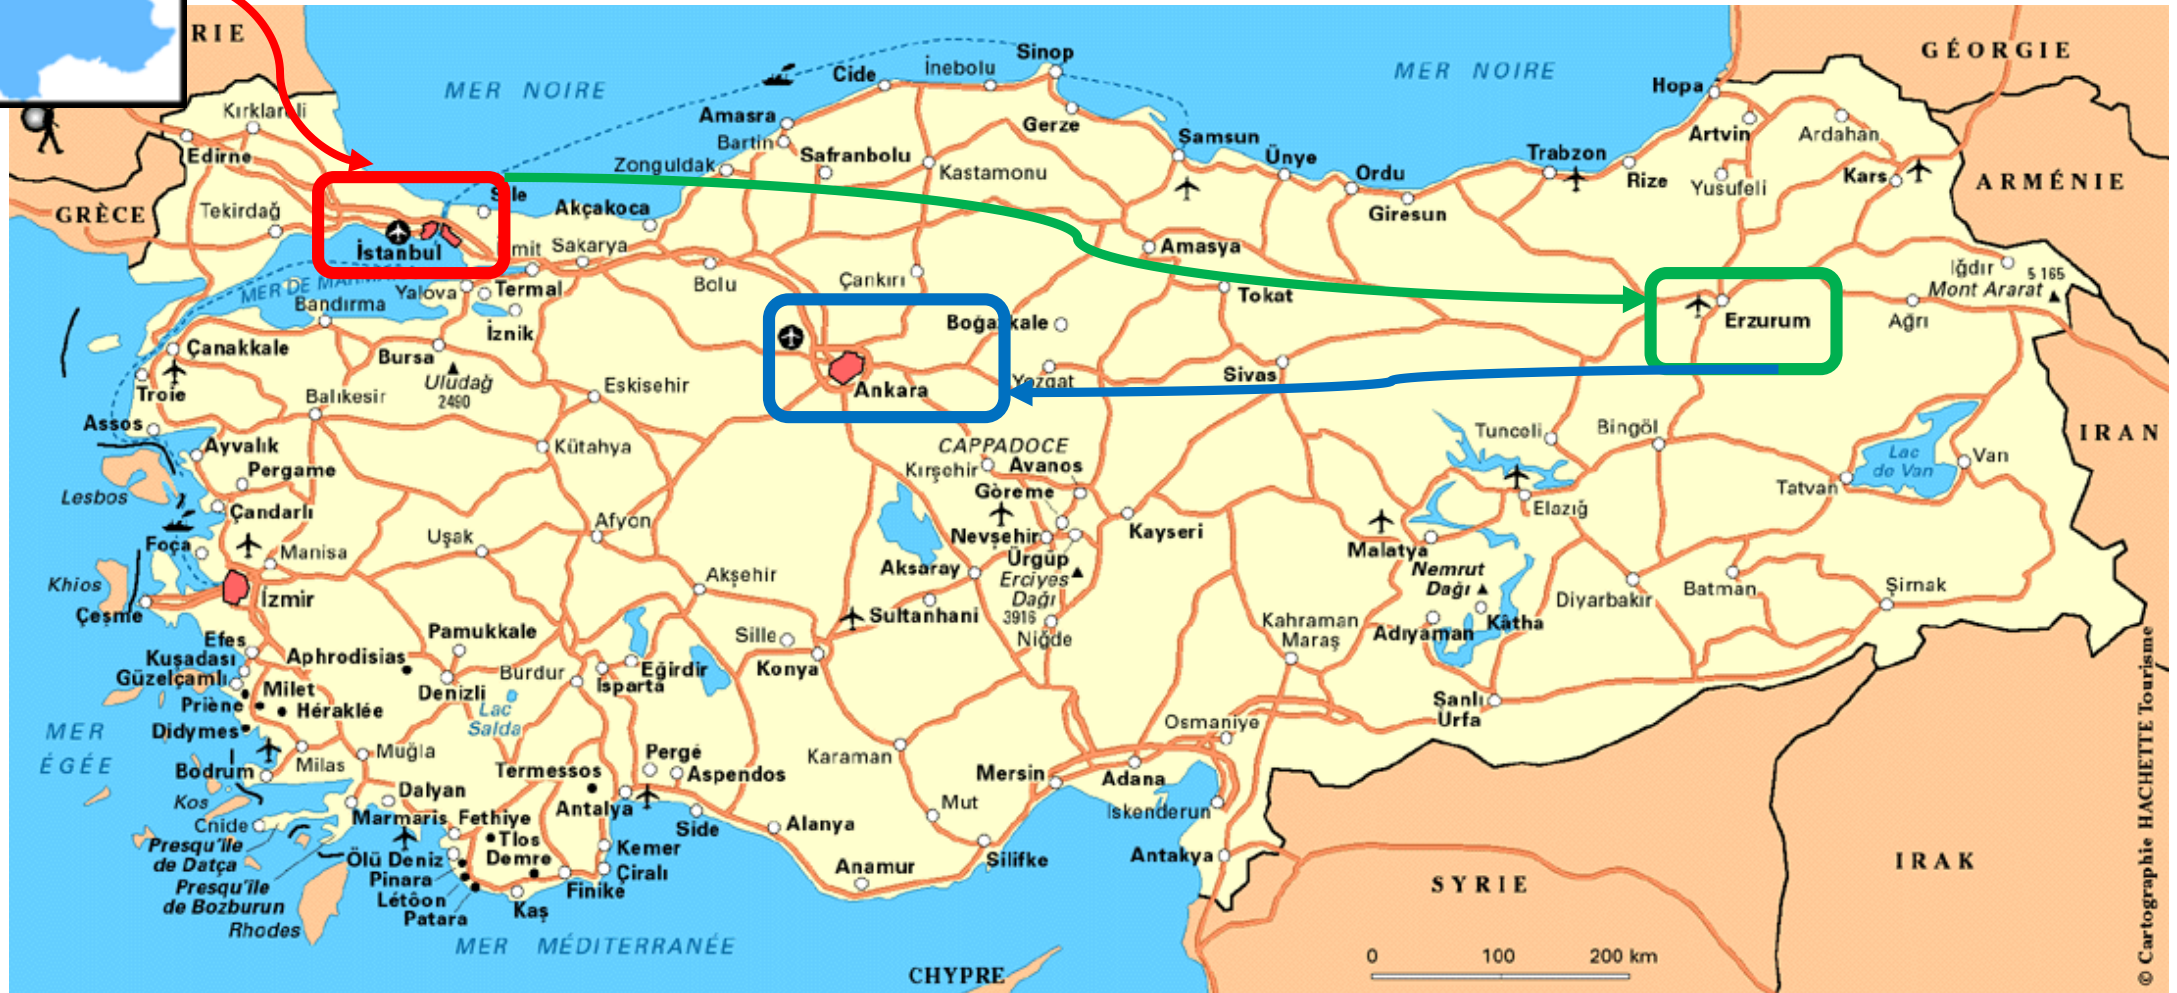 RIE
GÉORGIE
MER NOIRE
MER NOIRE
Sinop
İnebolu
Cide
Hopa
Kırklareli
Amasra
Bartin
Gerze
Samsun
Artvin
Ardahan
Edirne
Zonguldak
Safranbolu
Kastamonu
Ünye
Ordu
Trabzon
Rize
Yusufeli
Kars
ARMÉNIE
GRÈCE
Tekirdağ
Şile
Akçakoca
Giresun
İstanbul
İzmit
Sakarya
Amasya
MER DE MARMARA
Bandırma
Yalova
Termal
Bolu
Çankırı
Tokat
Iğdır
5 165
Mont Ararat
İznik
Boğazkale
Erzurum
Ağrı
Çanakkale
Bursa
Uludağ
2490
Eskisehir
Ankara
Yozgat
Sivas
Troie
Balıkesir
Assos
Ayvalık
Kütahya
CAPPADOCE
Tunceli
Bingöl
IRAN
Lac
de Van
Van
Pergame
Kırşehir
Avanos
Lesbos
Göreme
Tatvan
Çandarlı
Elazığ
Foça
Manisa
Uşak
Afyon
Nevşehir
Kayseri
Malatya
Ürgüp
Khios
Aksaray
Erciyes
Dağı
3916
Nemrut
Dağı
Batman
Şirnak
Çeşme
İzmir
Akşehir
Sultanhani
Niğde
Kahraman
Maraş
Adıyaman
Kâtha
Diyarbakir
Efes
Pamukkale
Sille
Konya
Kuşadası
Aphrodisias
Burdur
Eğirdir
Güzelçamlı
Isparta
Milet
Denizli
Priène
Héraklée
Lac
Salda
Şanlı
Urfa
Didymes
Osmaniye
MER
ÉGÉE
Muğla
Milas
Pergé
Karaman
Bodrum
Termessos
Aspendos
Mersin
Adana
Kos
Dalyan
Antalya
Mut
Iskenderun
Cnide
Marmaris
Fethiye
Side
Alanya
Presqu'île
de Datça
Tlos
Kemer
Silifke
Antakya
Ölü Deniz
Demre
Çiralı
Anamur
IRAK
Presqu'île
de Bozburun
Pinara
Finike
SYRIE
Létôon
Kaş
Patara
Rhodes
MER MÉDITERRANÉE
CHYPRE
0 100 200 km
© Cartographie HACHETTE Tourisme